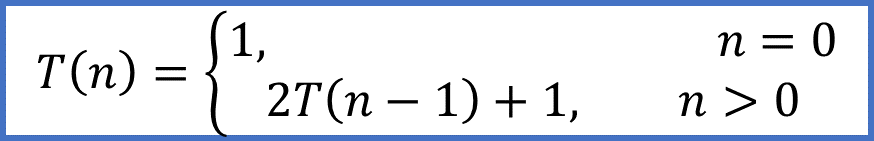 T(n) = {1, n = 0
2T(n − 1) + 1, n > 0